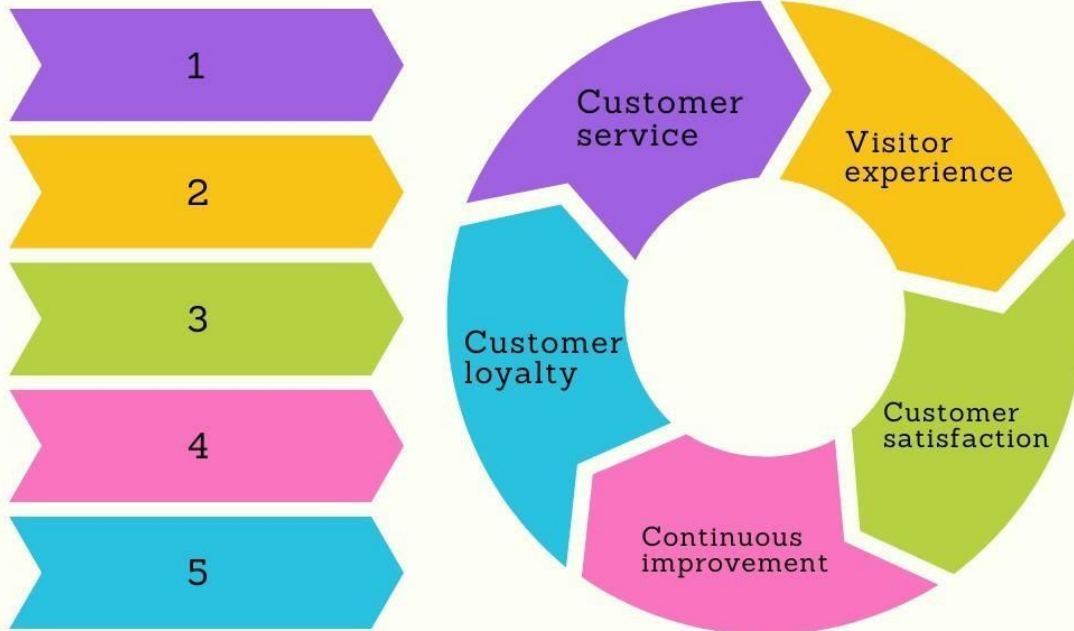 1
2
3
4
5
Customer
service
Visitor
experience
Customer
satisfaction
Continuous
improvement
Customer
loyalty